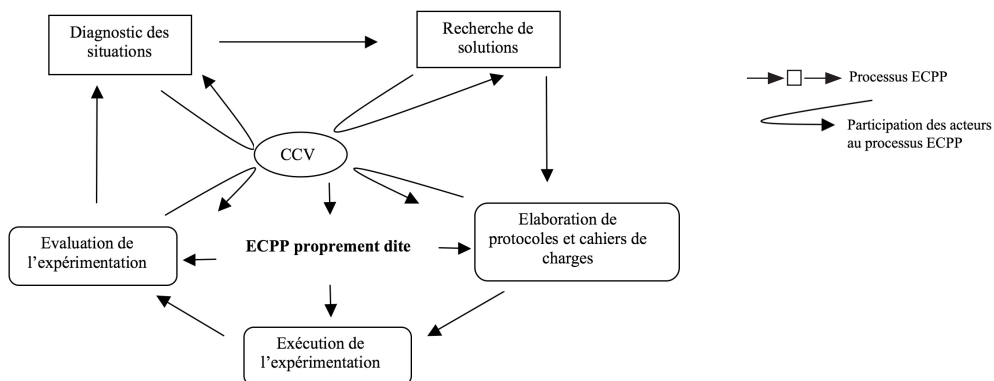 Diagnostic des
situations
Recherche de
solutions
Processus ECPP
Participation des acteurs
au processus ECPP
CCV
Evaluation de
l’expérimentation
ECPP proprement dite
Elaboration de
protocoles et cahiers de
charges
Exécution de
l’expérimentation